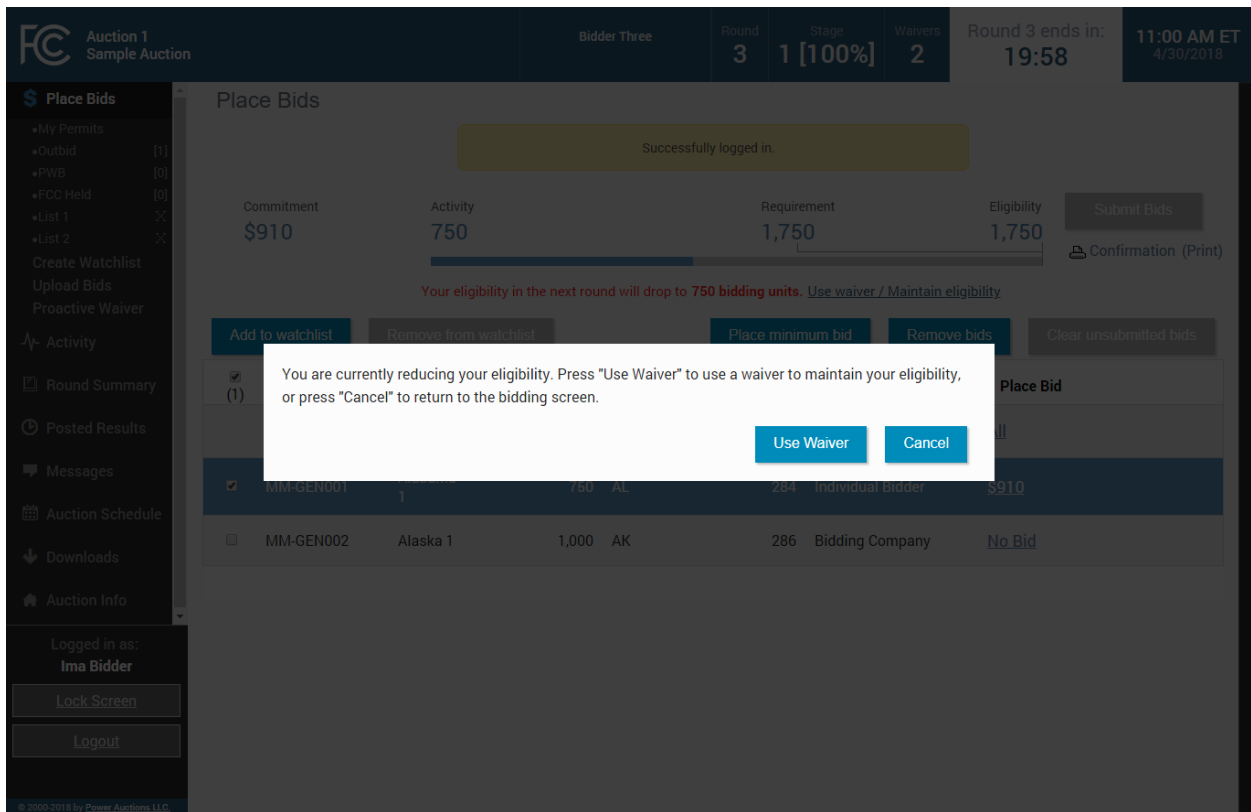 FCC
Auction 1
Sample Auction
Bidder Three
Round
3
Stage
1 [100%]
Waivers
2
Round 3 ends in:
19:58
11:00 AM ET
4/30/2018
$ Place Bids
•My Permits
•Outbid [1]
•PWB [0]
•FCC Held [0]
•List 1 X
•List 2 X
Create Watchlist
Upload Bids
Proactive Waiver
Activity
Round Summary
Posted Results
Messages
Auction Schedule
Downloads
Auction Info
Logged in as:
Ima Bidder
Lock Screen
Logout
© 2000-2018 by Power Auctions LLC.
Place Bids
Successfully logged in.
Commitment
$910
Activity
750
Requirement
1,750
Eligibility
1,750
Submit Bids
Confirmation (Print)
Your eligibility in the next round will drop to 750 bidding units. Use waiver / Maintain eligibility
Add to watchlist
Remove from watchlist
Place minimum bid
Remove bids
Clear unsubmitted bids
(1)
Place Bid
You are currently reducing your eligibility. Press "Use Waiver" to use a waiver to maintain your eligibility,
or press "Cancel" to return to the bidding screen.
Use Waiver
Cancel
All
MM-GEN001 1 750 AL 284 Individual Bidder $910
MM-GEN002 Alaska 1 1,000 AK 286 Bidding Company No Bid